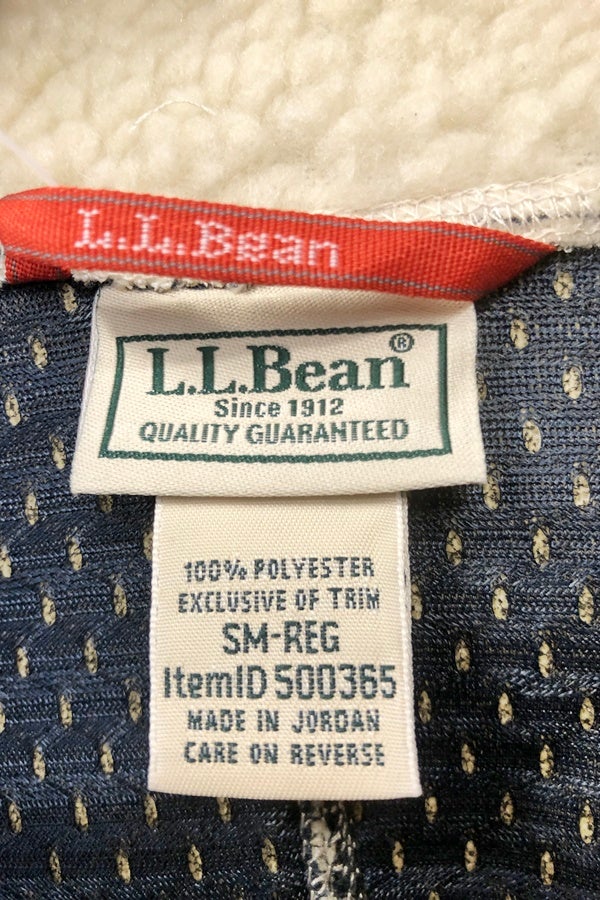 L.L.Bean
L.L.Bean®
Since 1912
QUALITY GUARANTEED
100% POLYESTER
EXCLUSIVE OF TRIM
SM-REG
ItemID 500365
MADE IN JORDAN
CARE ON REVERSE